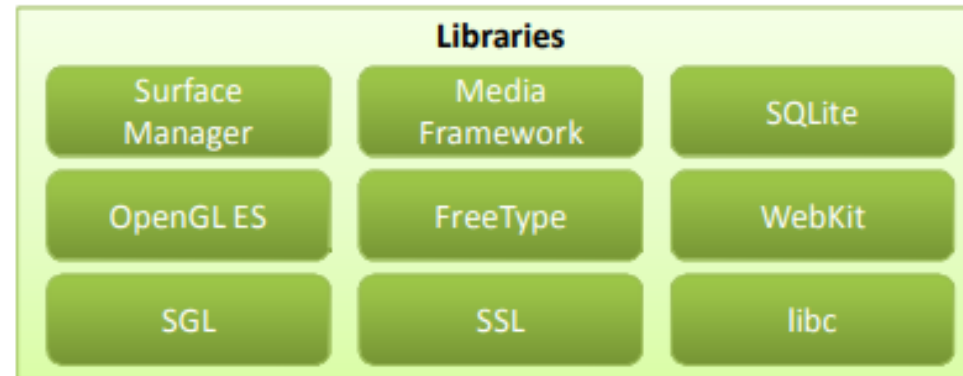 Libraries
Surface
Manager
Media
Framework
SQLite
OpenGL ES
FreeType
WebKit
SGL
SSL
libc